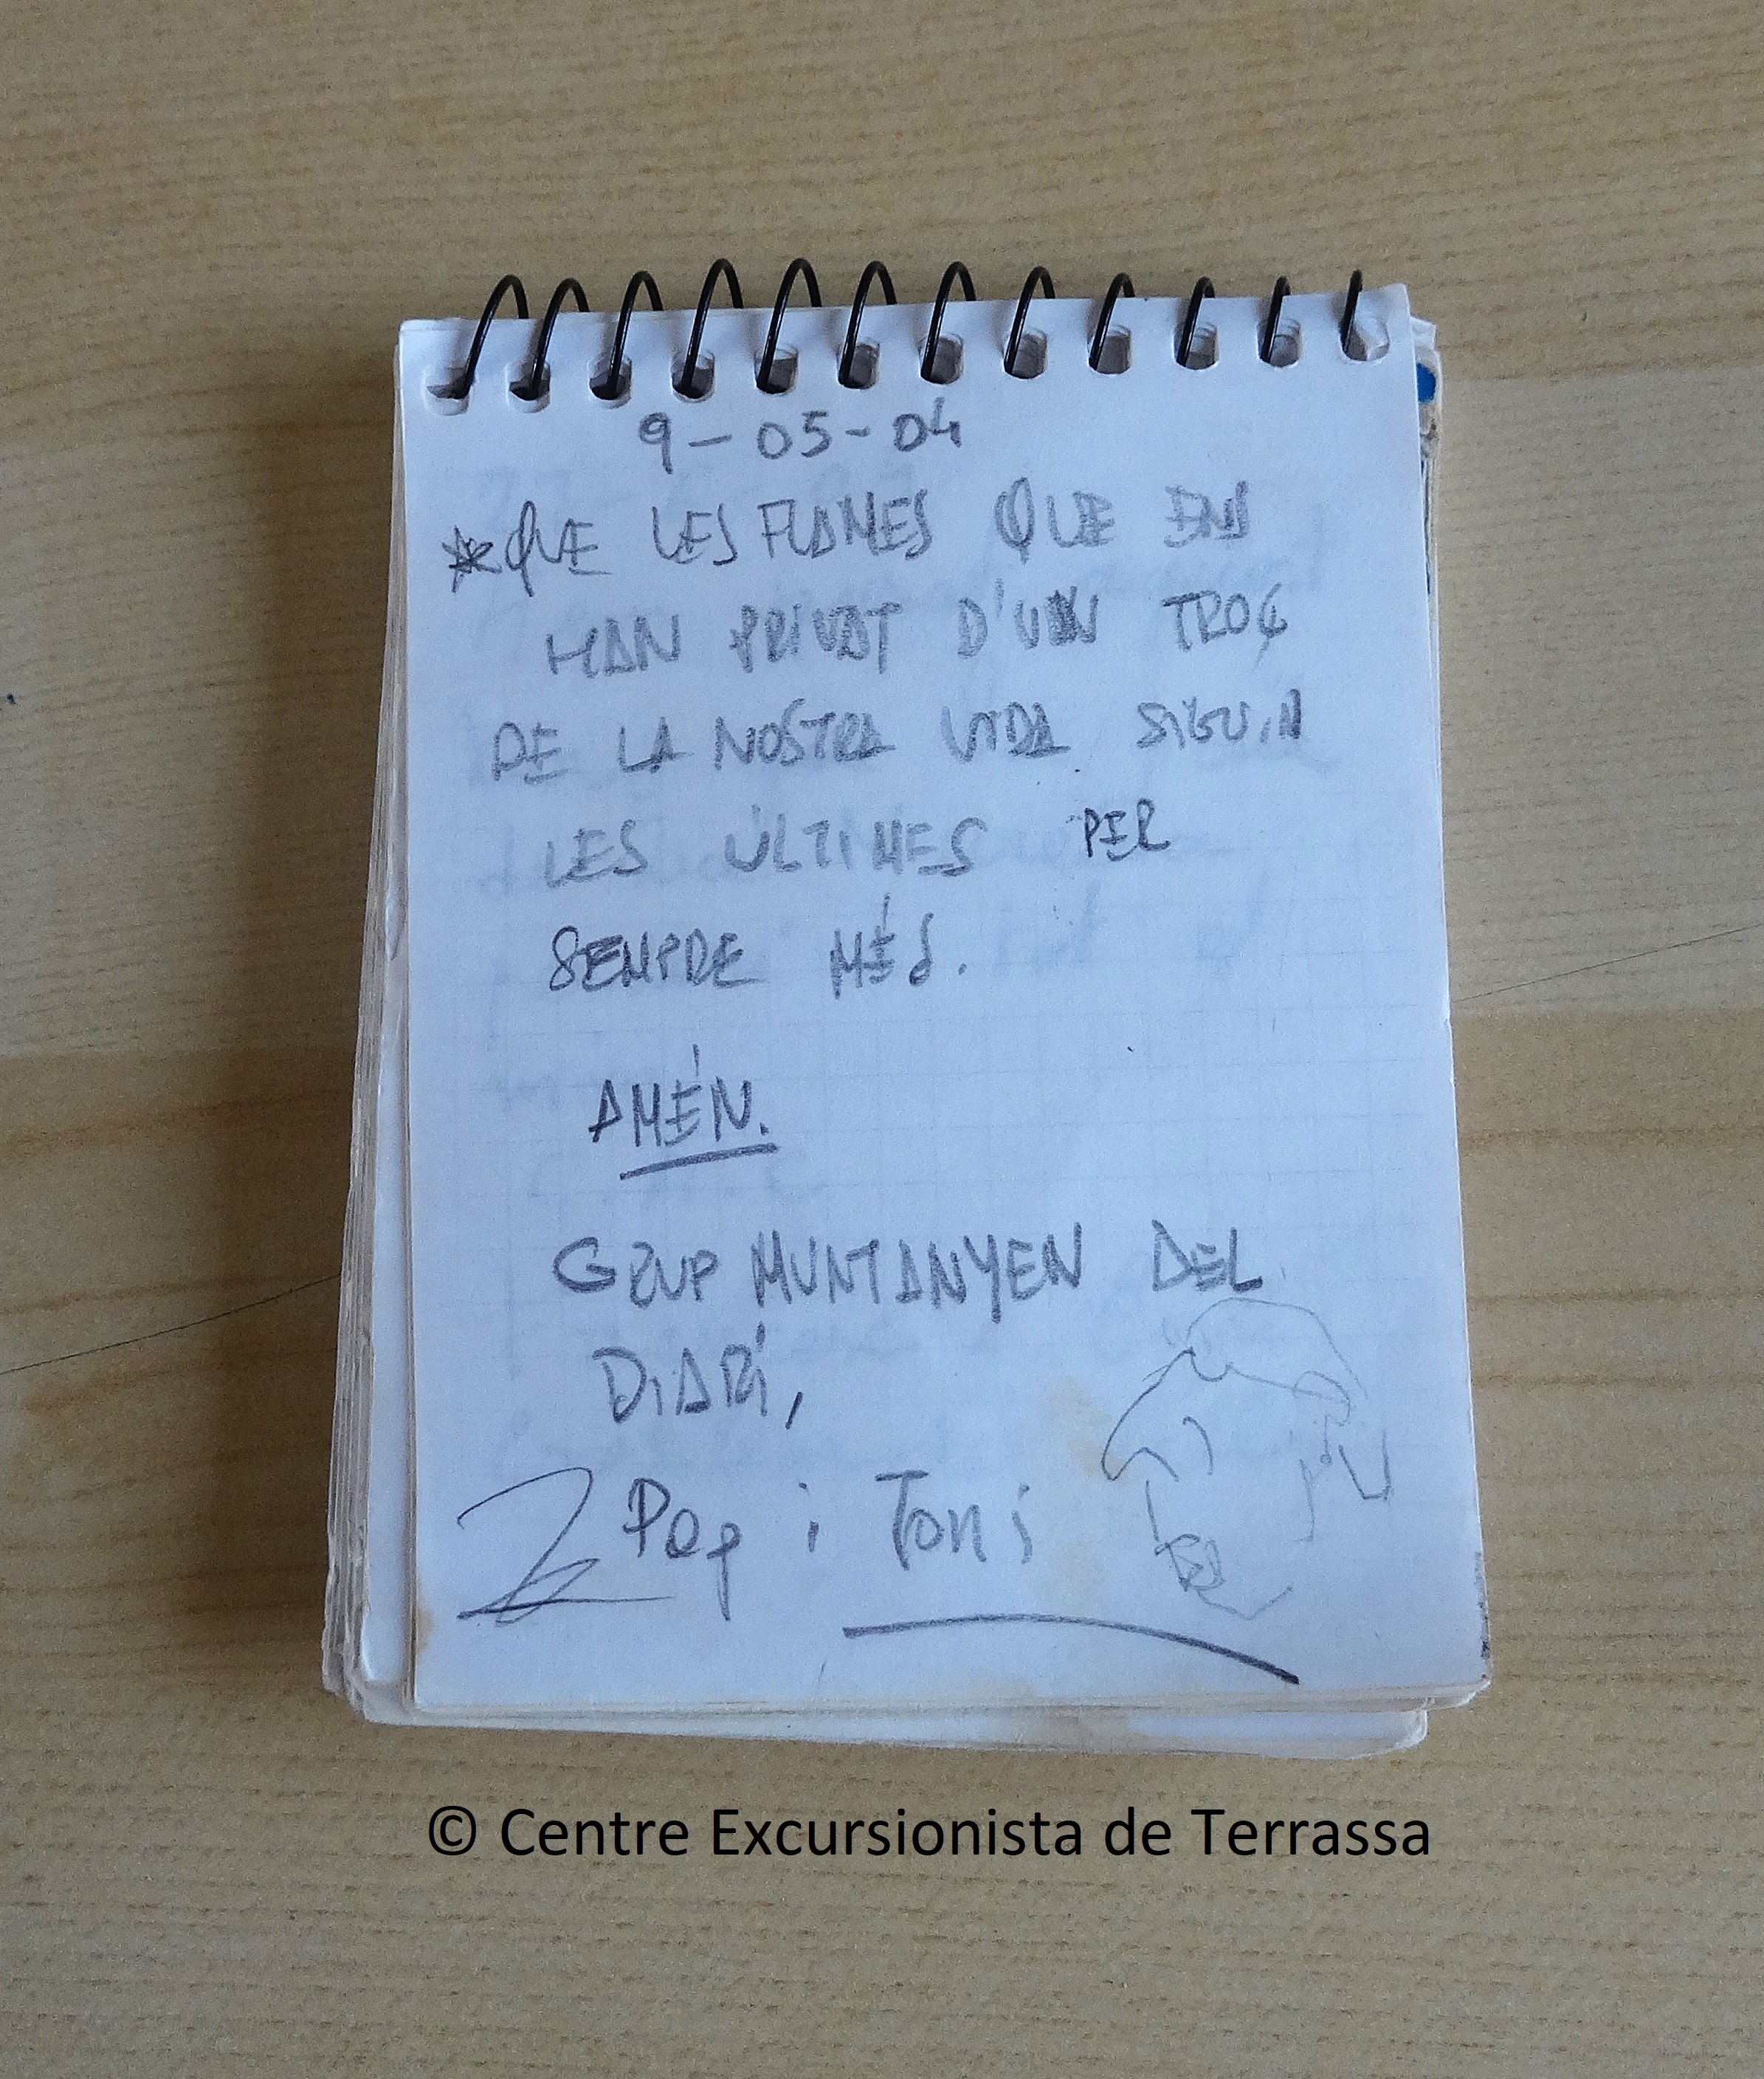 9-05-04
*QUE LES FLAMES QUE ENS
HAN PRIVAT D'UN TROÇ
DE LA NOSTRA VIDA SIGUIN
LES ÚLTIMES PER
SEMPRE MÉS.
AMÉN.
GRUP MUNTANYEN DEL
DIARI,
Pep i Toni
© Centre Excursionista de Terrassa